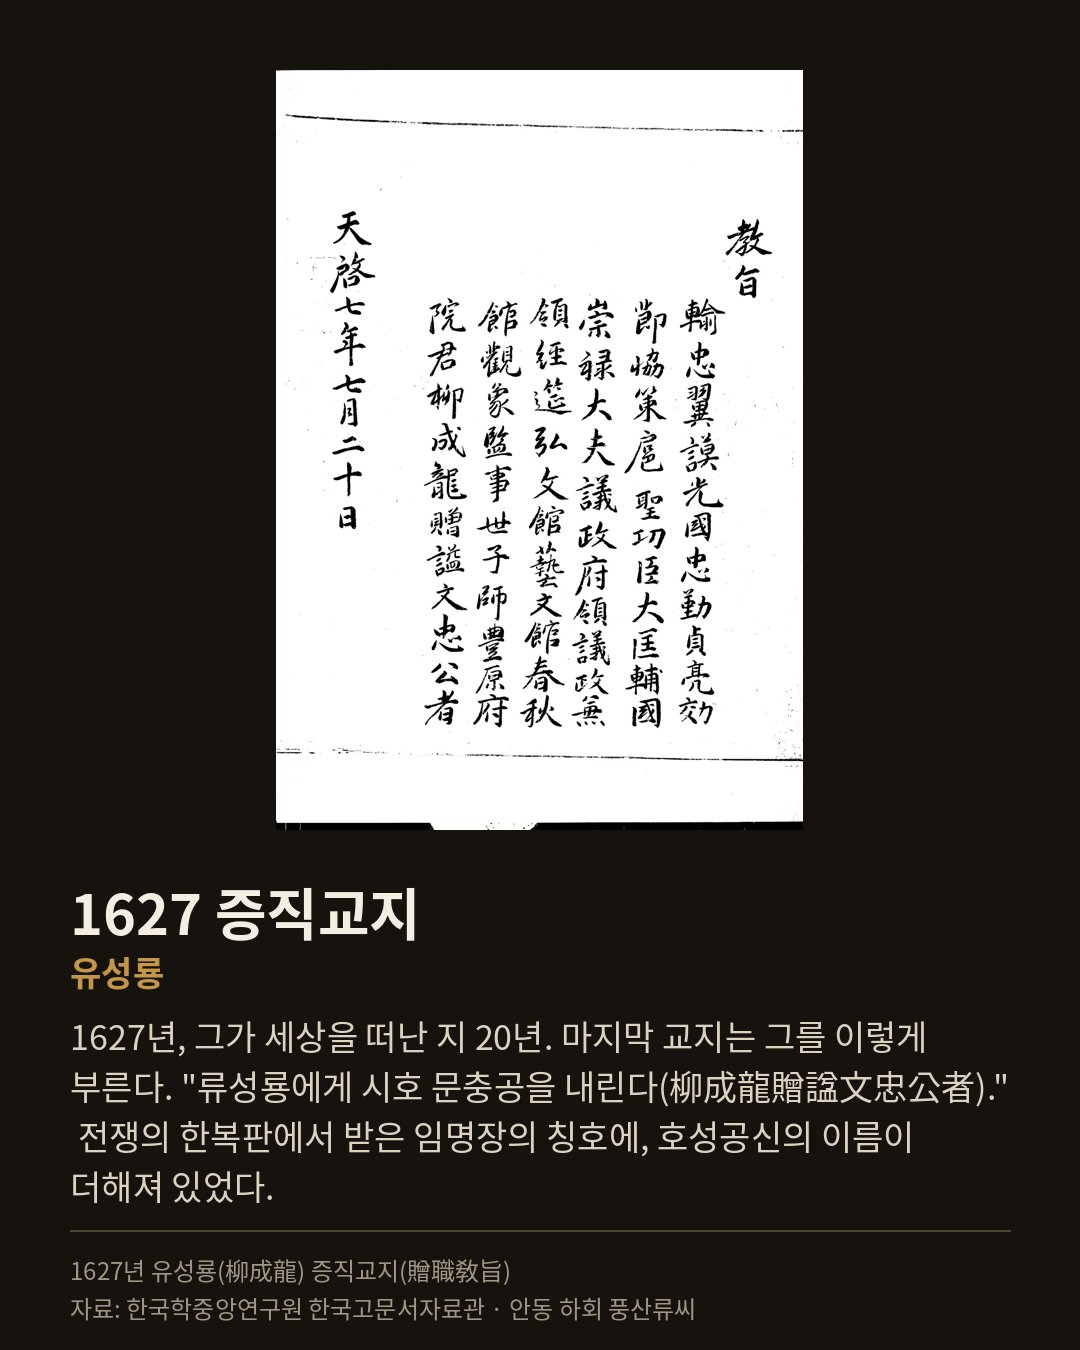 教旨
輸忠翼謨光國忠勤貞亮効
節協策扈聖功臣大匡輔國
崇禄大夫議政府領議政兼
領經筵弘文館藝文館春秋
館觀象監事世子師豊原府
院君柳成龍贈謚文忠公者
天啓七年七月二十日
1627 증직교지
유성룡
1627년, 그가 세상을 떠난 지 20년. 마지막 교지는 그를 이렇게
부른다. "류성룡에게 시호 문충공을 내린다(柳成龍贈諡文忠公者)."
전쟁의 한복판에서 받은 임명장의 칭호에, 호성공신의 이름이
더해져 있었다.
1627년 유성룡(柳成龍) 증직교지(贈職敎旨)
자료: 한국학중앙연구원 한국고문서자료관 · 안동 하회 풍산류씨